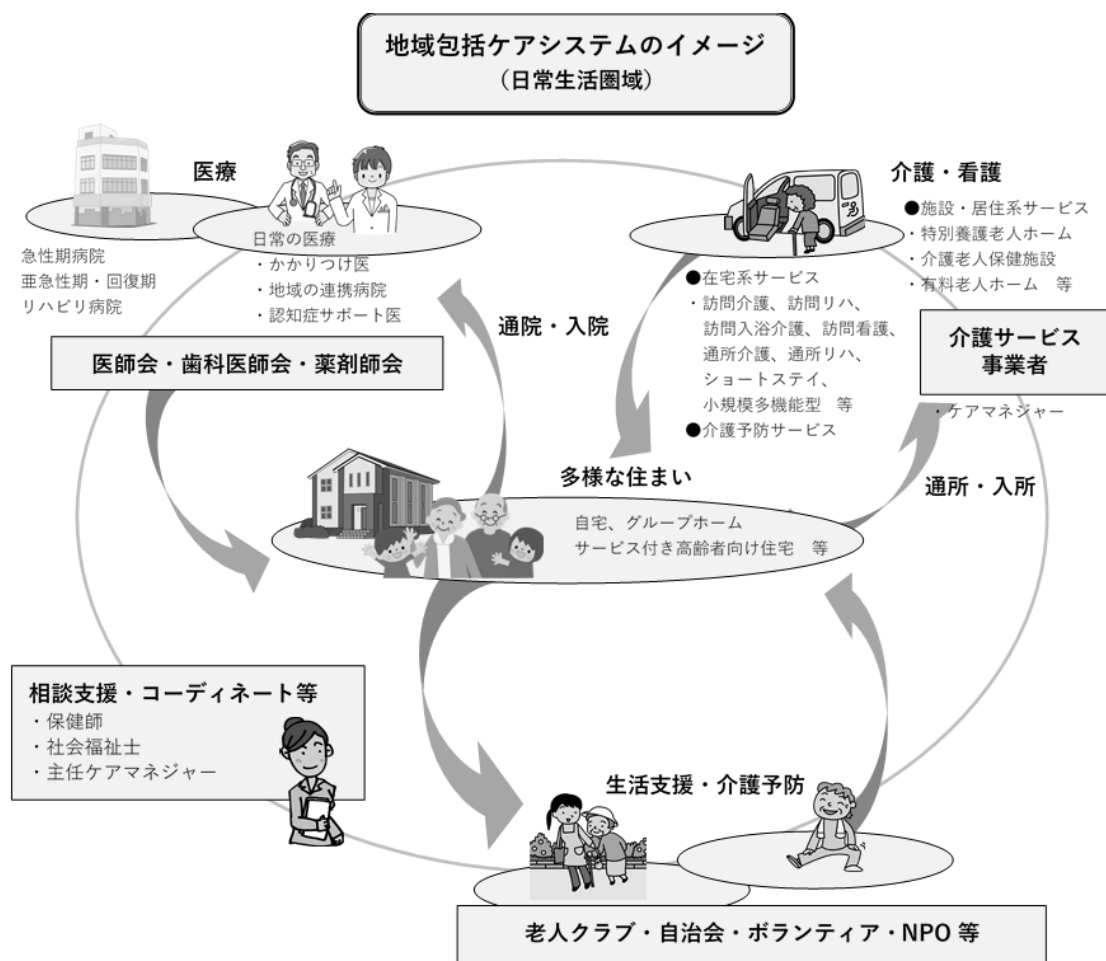 地域包括ケアシステムのイメージ
（日常生活圏域）
医療
急性期病院
亜急性期・回復期
リハビリ病院
日常の医療
・かかりつけ医
・地域の連携病院
・認知症サポート医
医師会・歯科医師会・薬剤師会
通院・入院
介護・看護
●施設・居住系サービス
・特別養護老人ホーム
・介護老人保健施設
・有料老人ホーム　等
●在宅系サービス
・訪問介護、訪問リハ、
訪問入浴介護、訪問看護、
通所介護、通所リハ、
ショートステイ、
小規模多機能型　等
●介護予防サービス
介護サービス
事業者
・ケアマネジャー
通所・入所
多様な住まい
自宅、グループホーム
サービス付き高齢者向け住宅　等
相談支援・コーディネート等
・保健師
・社会福祉士
・主任ケアマネジャー
生活支援・介護予防
老人クラブ・自治会・ボランティア・NPO 等